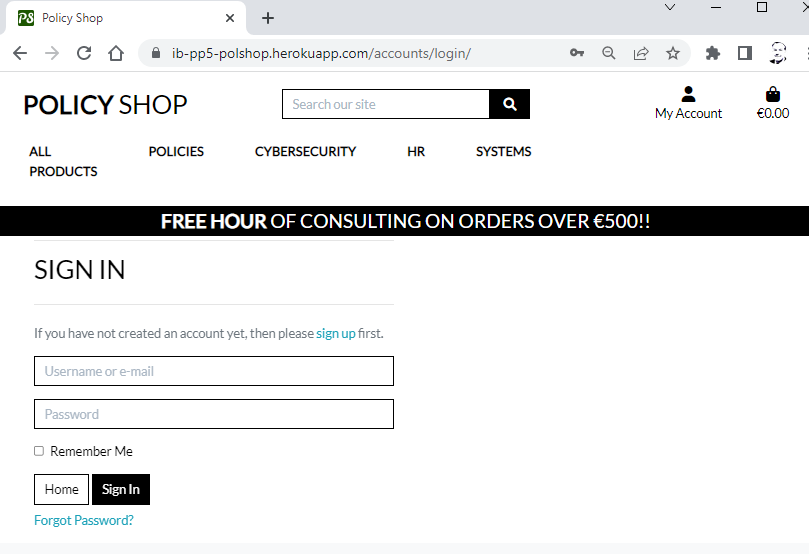 PS Policy Shop
ib-pp5-polshop.herokuapp.com/accounts/login/
POLICY SHOP
Search our site
My Account
€0.00
ALL PRODUCTS
POLICIES
CYBERSECURITY
HR
SYSTEMS
FREE HOUR OF CONSULTING ON ORDERS OVER €500!!
SIGN IN
If you have not created an account yet, then please sign up first.
Username or e-mail
Password
Remember Me
Home
Sign In
Forgot Password?